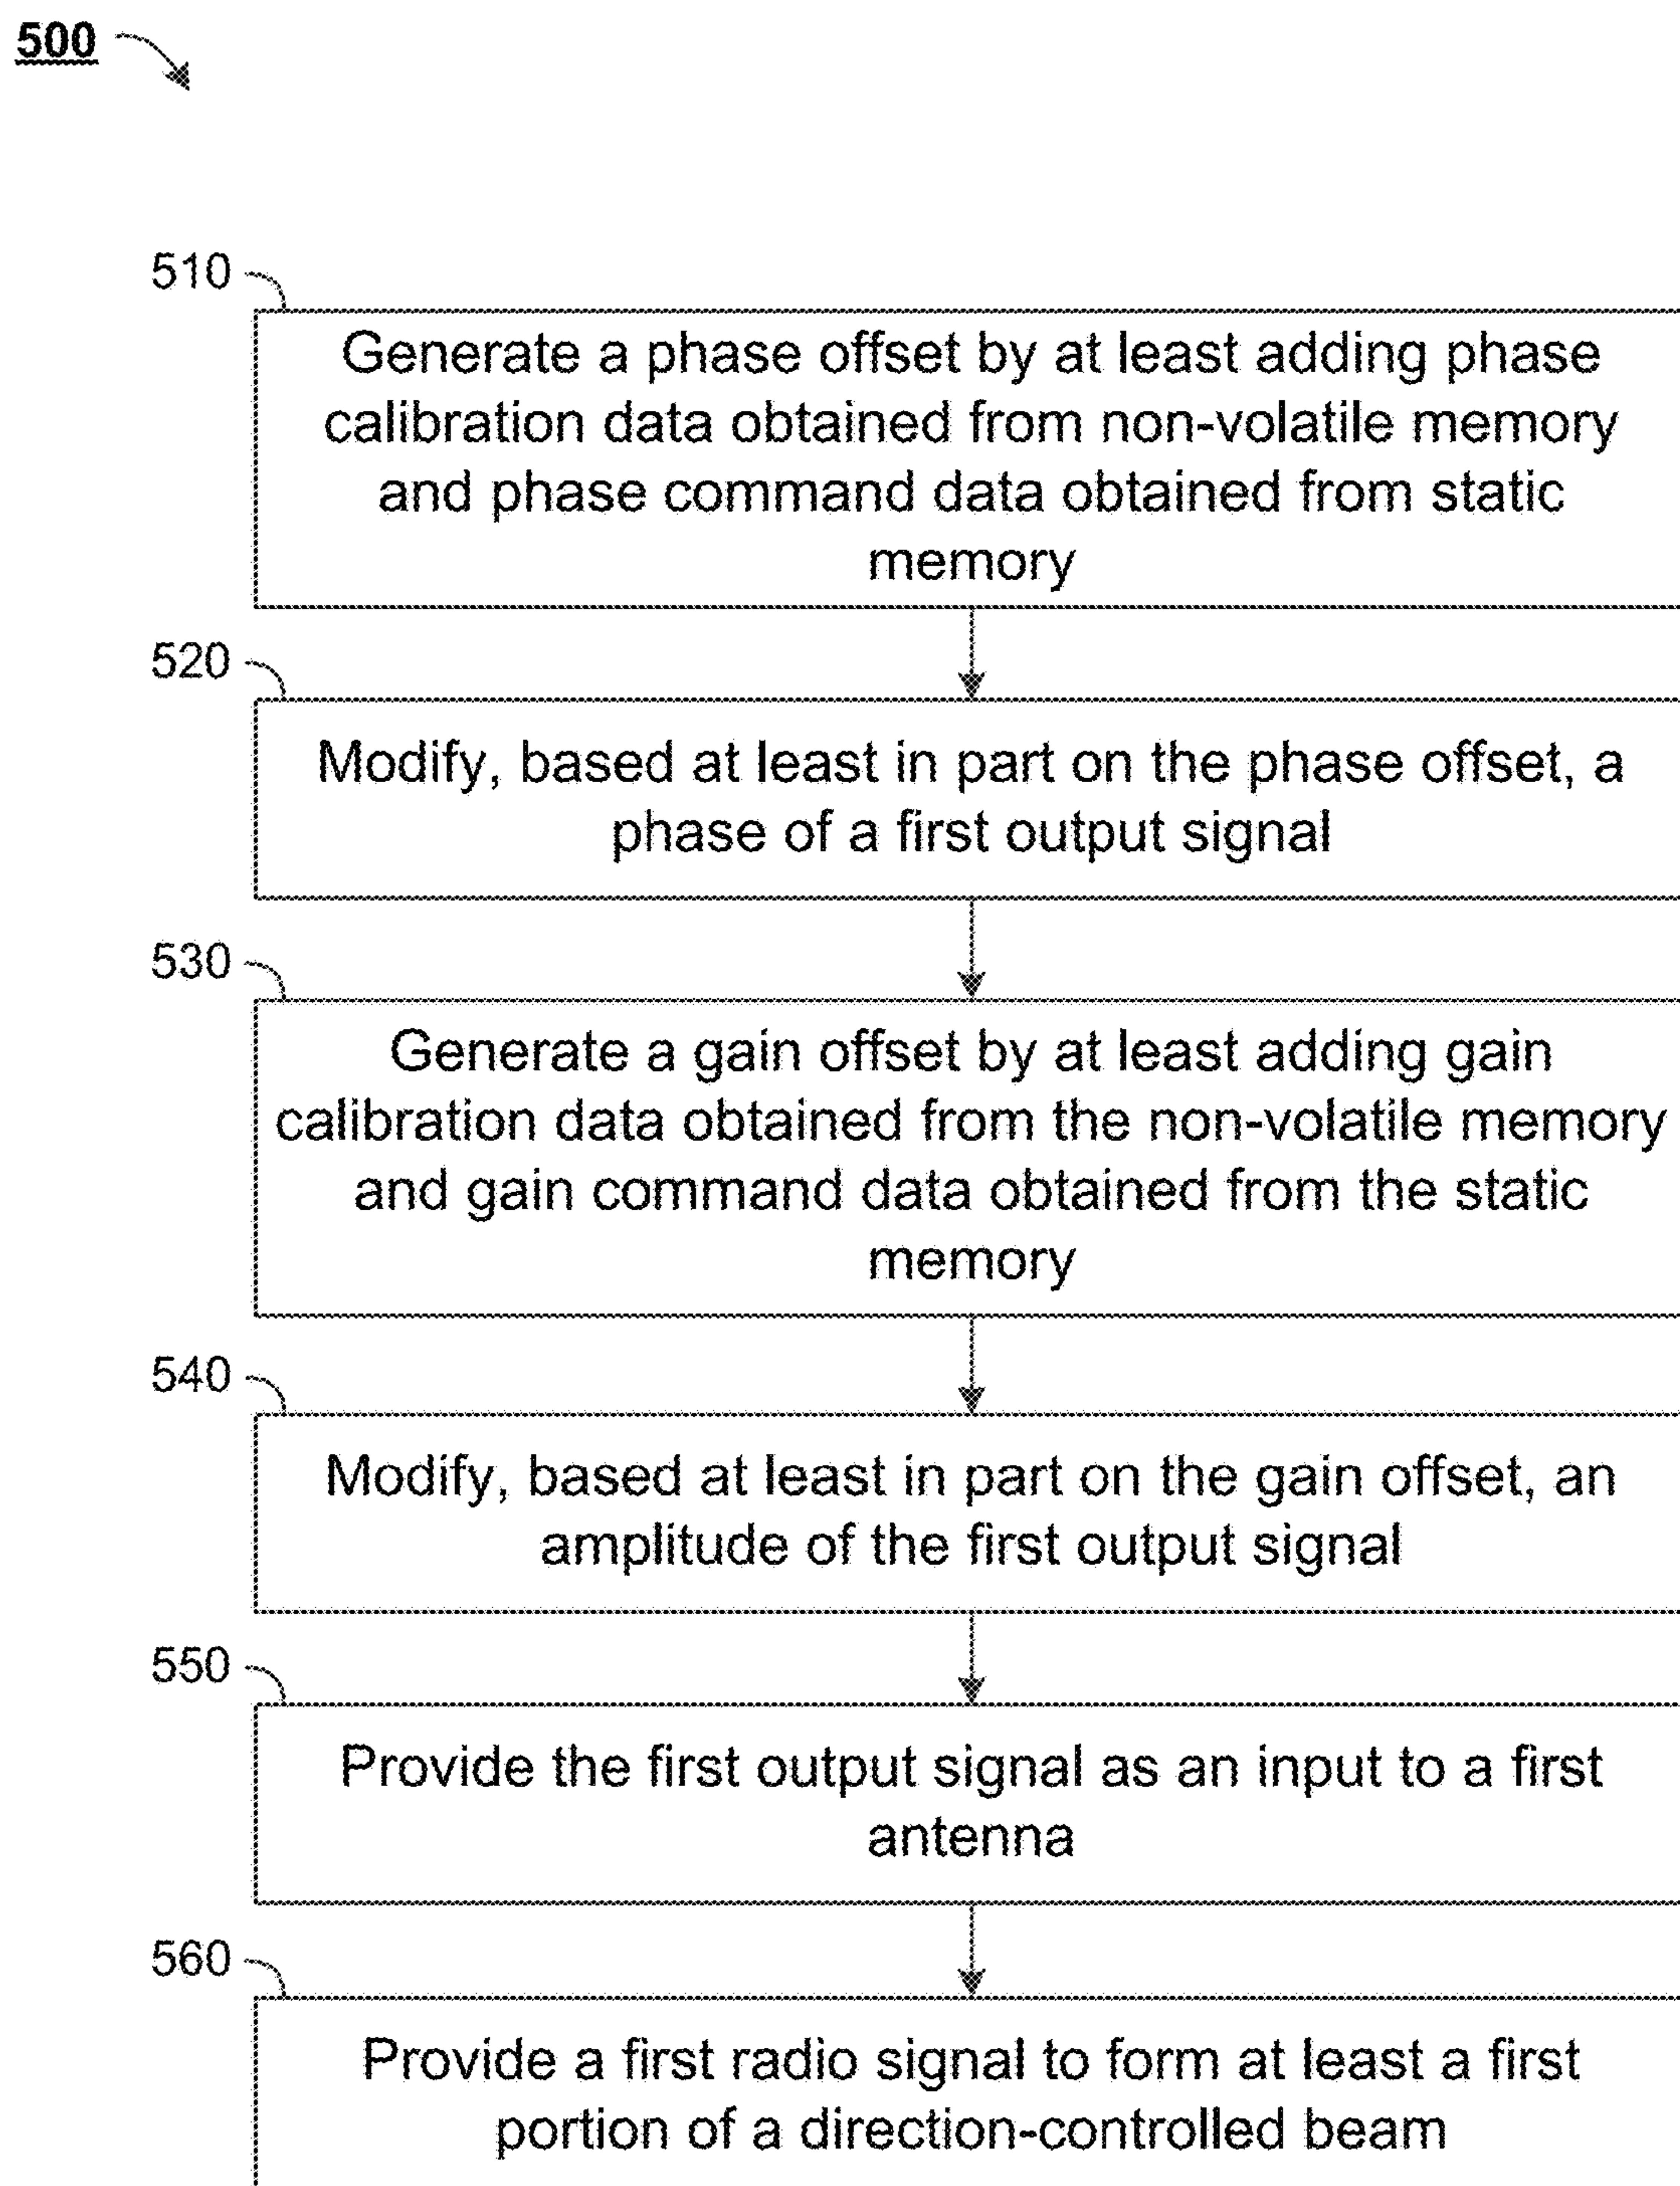 500
510
Generate a phase offset by at least adding phase
calibration data obtained from non-volatile memory
and phase command data obtained from static
memory
520
Modify, based at least in part on the phase offset, a
phase of a first output signal
530
Generate a gain offset by at least adding gain
calibration data obtained from the non-volatile memory
and gain command data obtained from the static
memory
540
Modify, based at least in part on the gain offset, an
amplitude of the first output signal
550
Provide the first output signal as an input to a first
antenna
560
Provide a first radio signal to form at least a first
portion of a direction-controlled beam